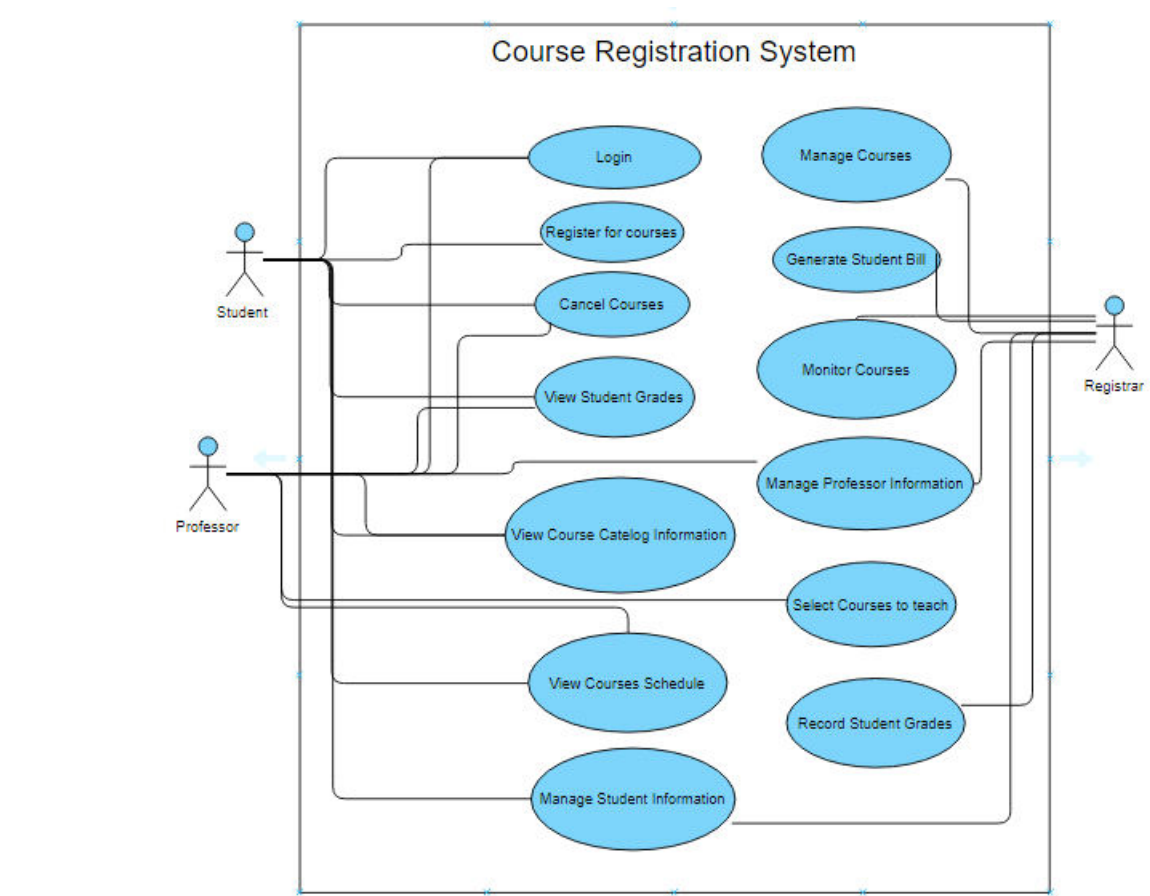 Course Registration System
Login
Manage Courses
Register for courses
Generate Student Bill
Cancel Courses
Student
Monitor Courses
Registrar
View Student Grades
Manage Professor Information
Professor
View Course Catelog Information
Select Courses to teach
View Courses Schedule
Record Student Grades
Manage Student Information